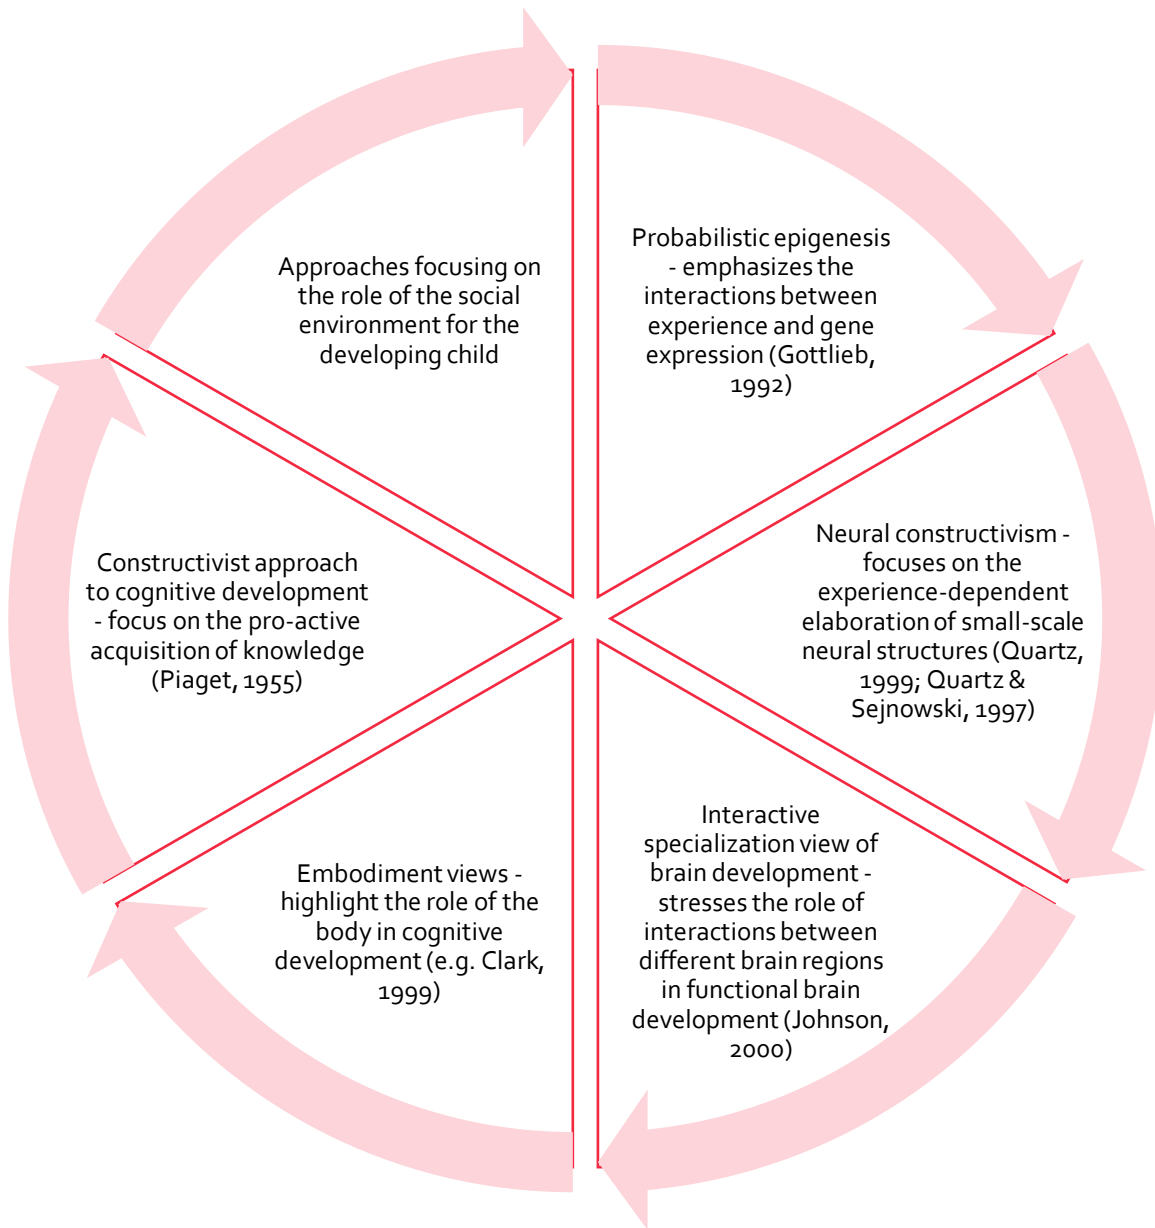 Approaches focusing on
the role of the social
environment for the
developing child
Probabilistic epigenesis
- emphasizes the
interactions between
experience and gene
expression (Gottlieb,
1992)
Neural constructivism -
focuses on the
experience-dependent
elaboration of small-scale
neural structures (Quartz,
1999; Quartz &
Sejnowski, 1997)
Interactive
specialization view of
brain development -
stresses the role of
interactions between
different brain regions
in functional brain
development (Johnson,
2000)
Embodiment views -
highlight the role of the
body in cognitive
development (e.g. Clark,
1999)
Constructivist approach
to cognitive development
- focus on the pro-active
acquisition of knowledge
(Piaget, 1955)